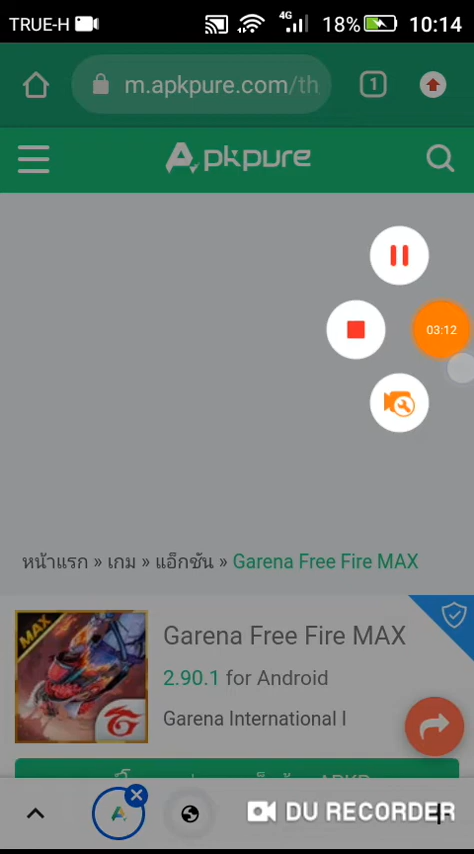 TRUE-H 4G 18% 10:14
m.apkpure.com/th 1
Apkpure
03:12
หน้าแรก » เกม » แอ็กชัน » Garena Free Fire MAX
MAX
Garena Free Fire MAX
2.90.1 for Android
Garena International I
DU RECORDER